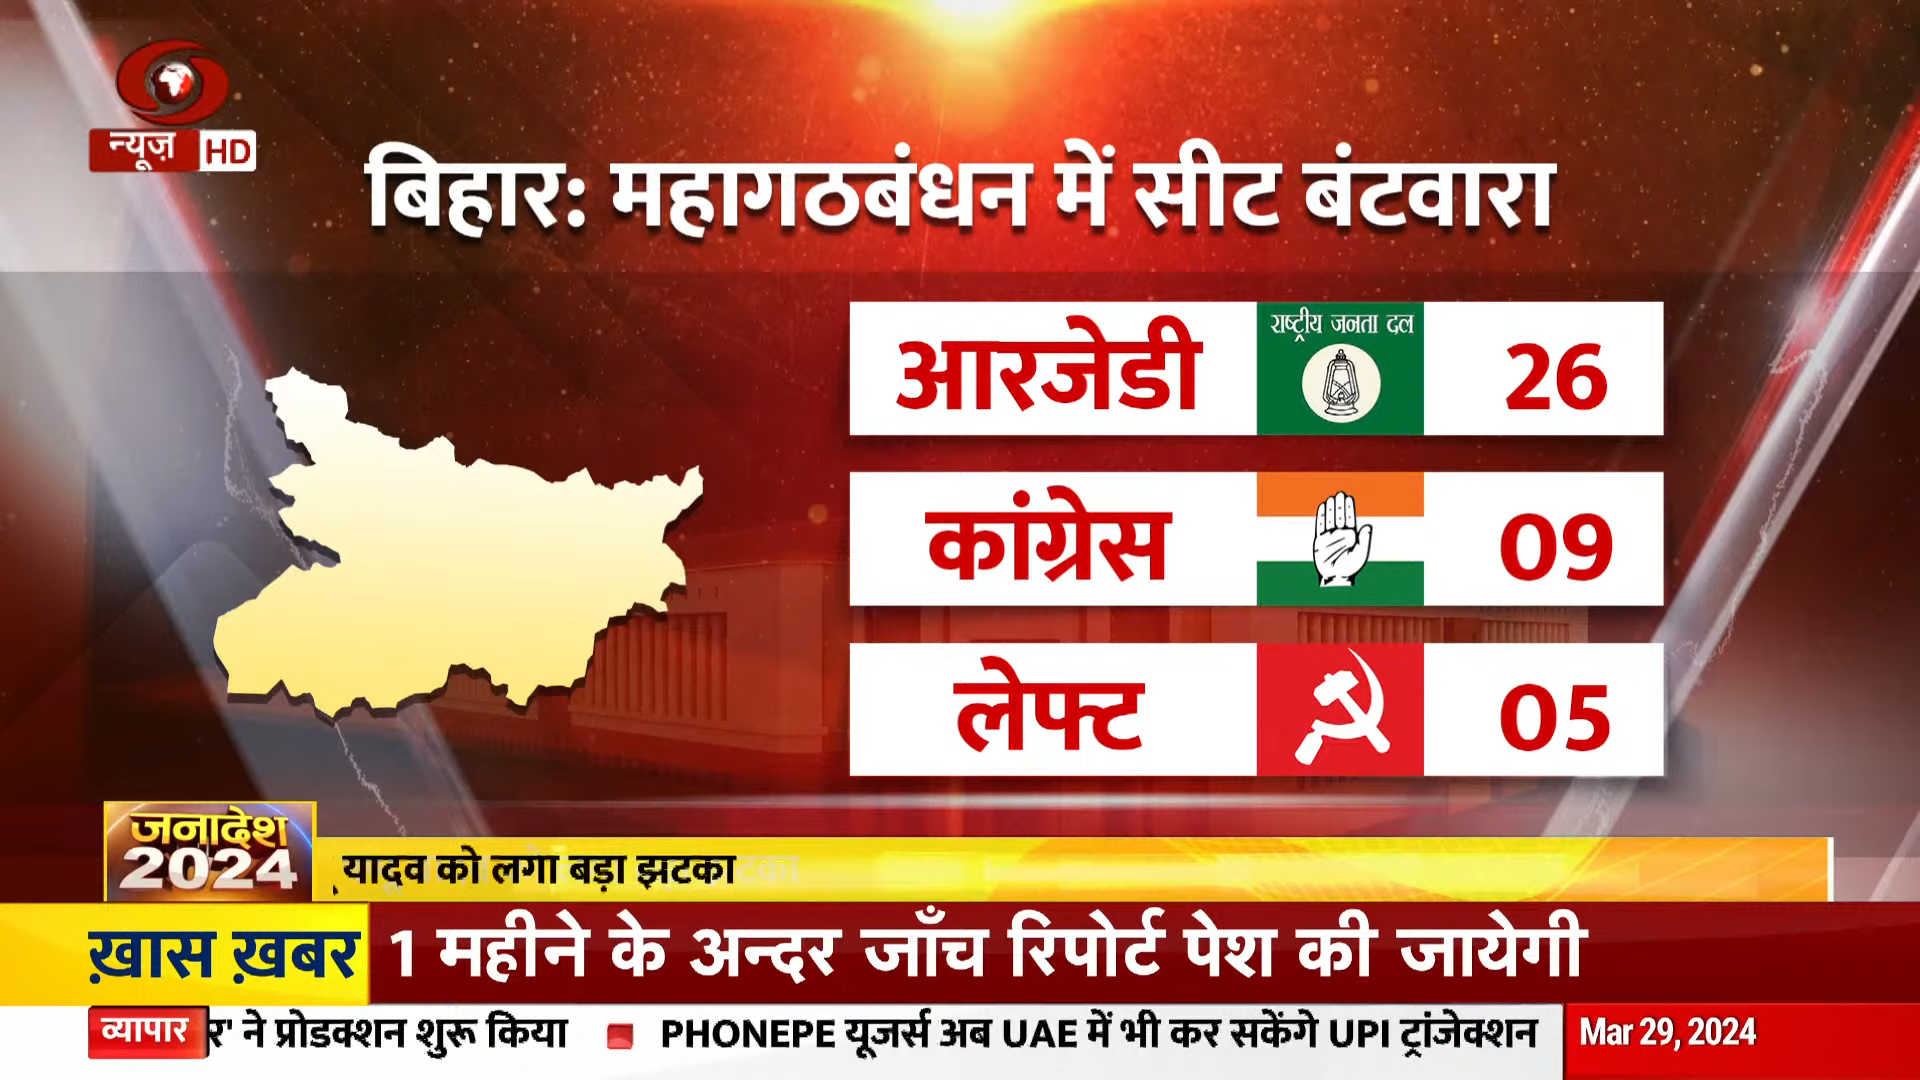 न्यूज़ HD
बिहार: महागठबंधन में सीट बंटवारा
आरजेडी राष्ट्रीय जनता दल 26
कांग्रेस 09
लेफ्ट 05
जनादेश
2024
यादव को लगा बड़ा झटका
ख़ास ख़बर 1 महीने के अन्दर जाँच रिपोर्ट पेश की जायेगी
व्यापार र' ने प्रोडक्शन शुरू किया PHONEPE यूजर्स अब UAE में भी कर सकेंगे UPI ट्रांजेक्शन Mar 29, 2024